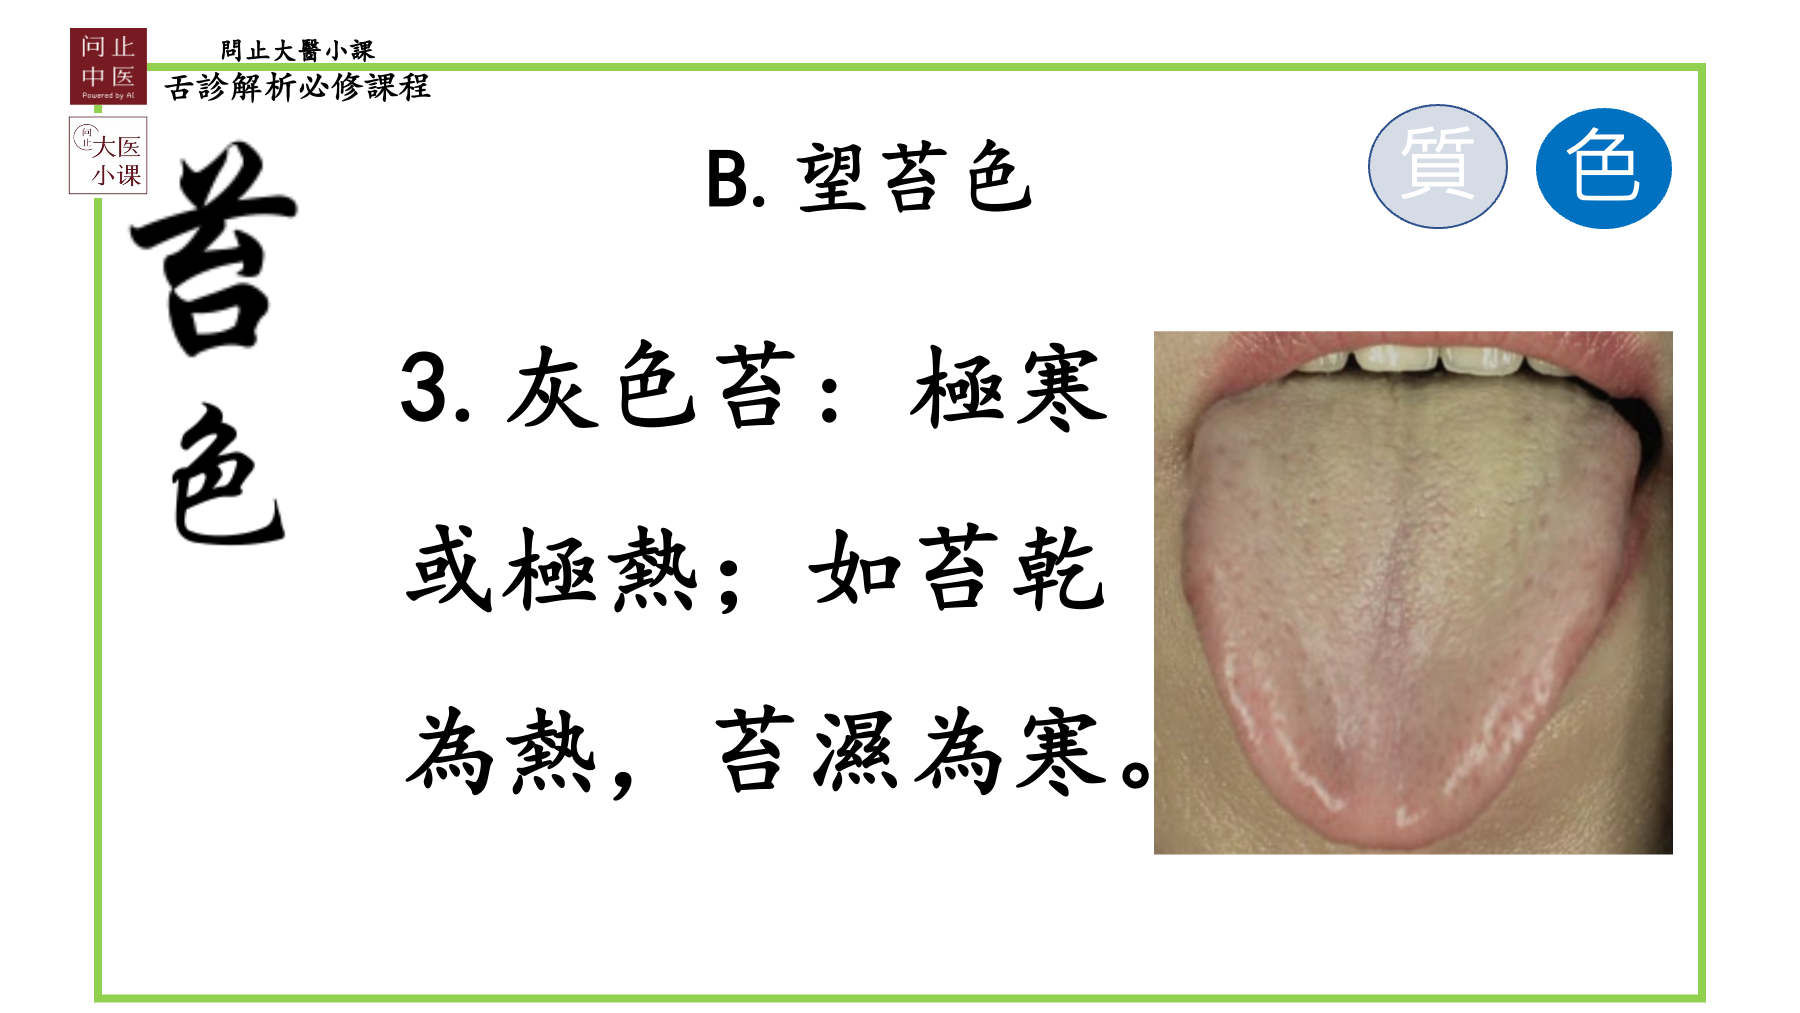 问止
中医
Powered by AI
問止大醫小課
舌診解析必修課程
问止
大医
小课
苔色
B. 望苔色
質
色
3. 灰色苔：極寒
或極熱；如苔乾
為熱，苔濕為寒。